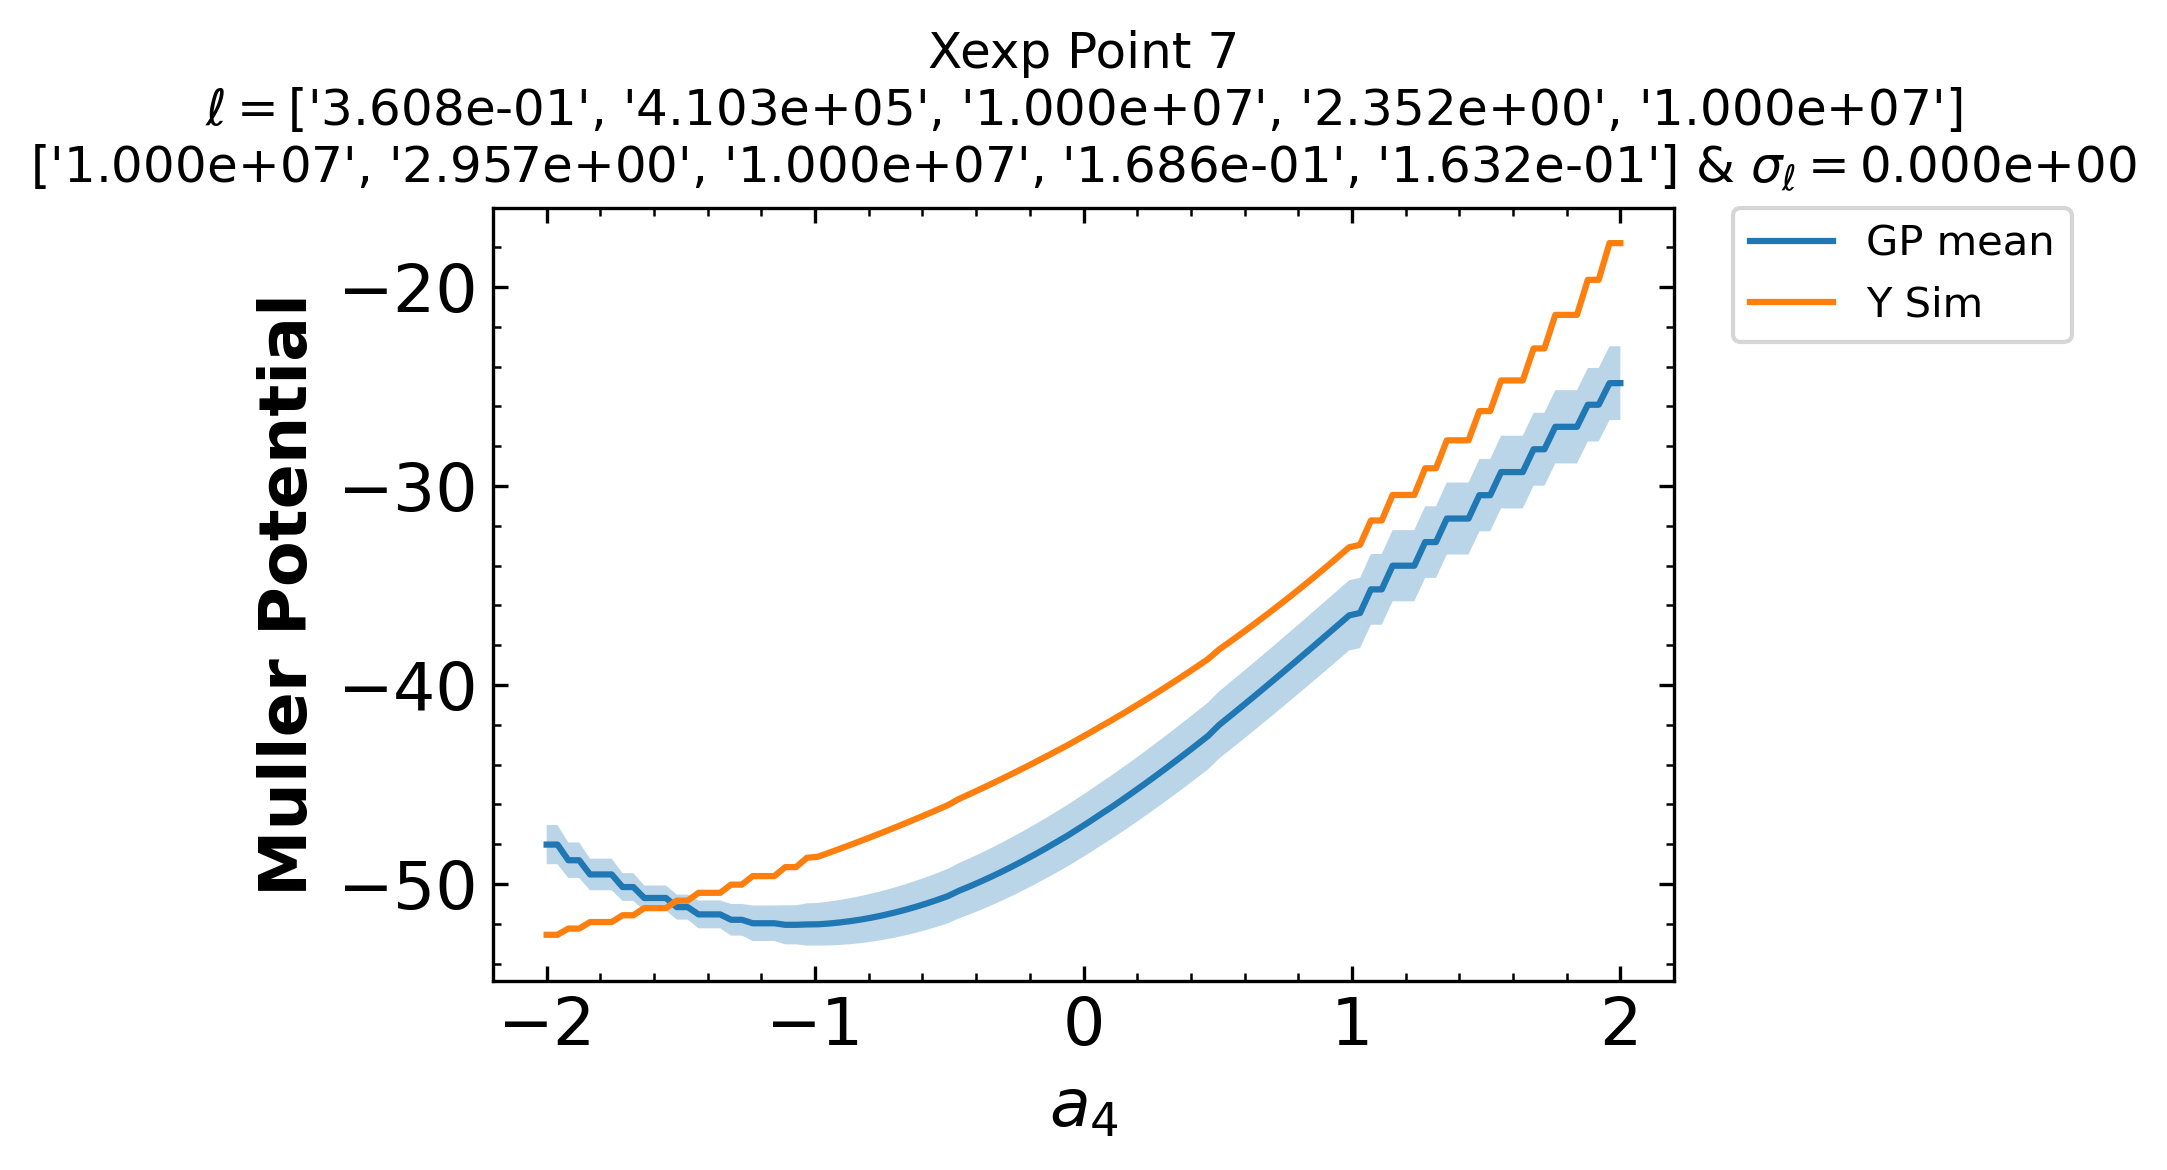 Xexp Point 7
ℓ = ['3.608e-01', '4.103e+05', '1.000e+07', '2.352e+00', '1.000e+07']
['1.000e+07', '2.957e+00', '1.000e+07', '1.686e-01', '1.632e-01'] & σℓ = 0.000e+00
GP mean
Y Sim
Muller Potential
−20
−30
−40
−50
−2 −1 0 1 2
a4